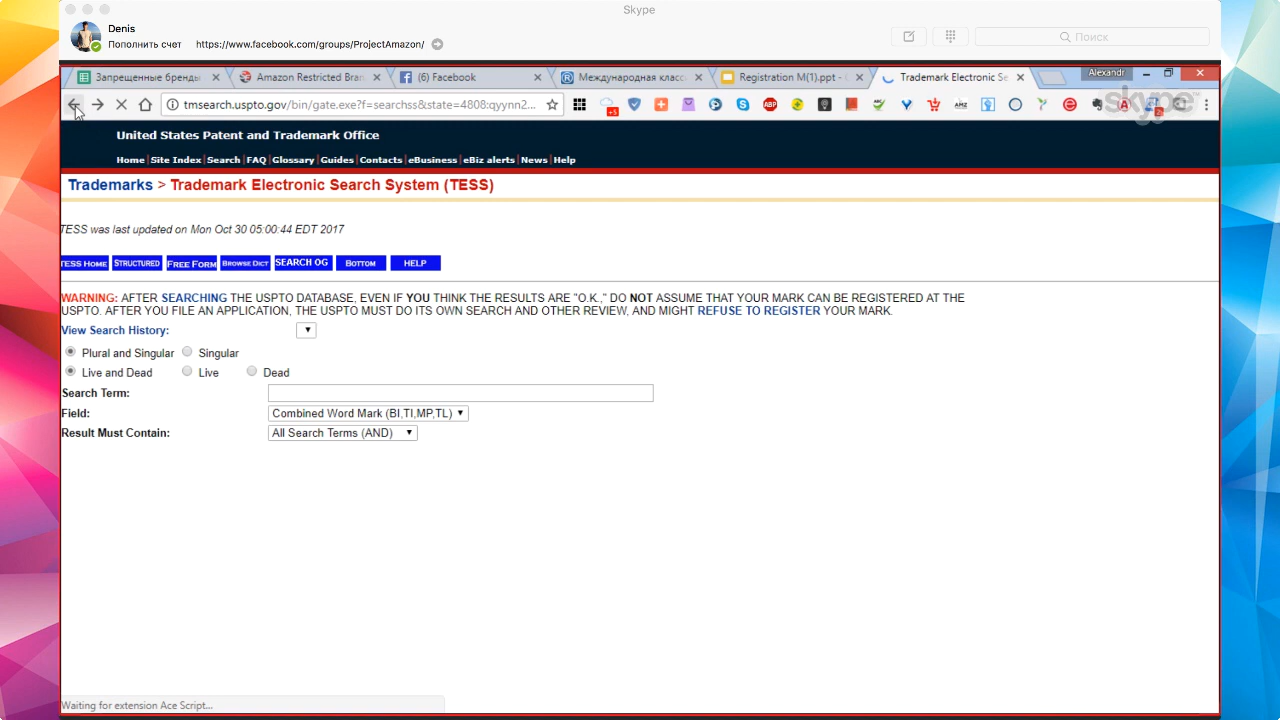 Skype
Denis
Пополнить счет https://www.facebook.com/groups/ProjectAmazon/
Поиск
Запрещенные бренды
Amazon Restricted Bran
(6) Facebook
Международная класс
Registration M(1).ppt -
Trademark Electronic Se
Alexandr
tmsearch.uspto.gov/bin/gate.exe?f=searchss&state=4808:qyynn2...
skype™
United States Patent and Trademark Office
Home | Site Index | Search | FAQ | Glossary | Guides | Contacts | eBusiness | eBiz alerts | News | Help
Trademarks > Trademark Electronic Search System (TESS)
TESS was last updated on Mon Oct 30 05:00:44 EDT 2017
TESS HOME STRUCTURED FREE FORM BROWSE DICT SEARCH OG BOTTOM HELP
WARNING: AFTER SEARCHING THE USPTO DATABASE, EVEN IF YOU THINK THE RESULTS ARE "O.K.," DO NOT ASSUME THAT YOUR MARK CAN BE REGISTERED AT THE
USPTO. AFTER YOU FILE AN APPLICATION, THE USPTO MUST DO ITS OWN SEARCH AND OTHER REVIEW, AND MIGHT REFUSE TO REGISTER YOUR MARK.
View Search History:
Plural and Singular Singular
Live and Dead Live Dead
Search Term:
Field: Combined Word Mark (BI,TI,MP,TL)
Result Must Contain: All Search Terms (AND)
Waiting for extension Ace Script...